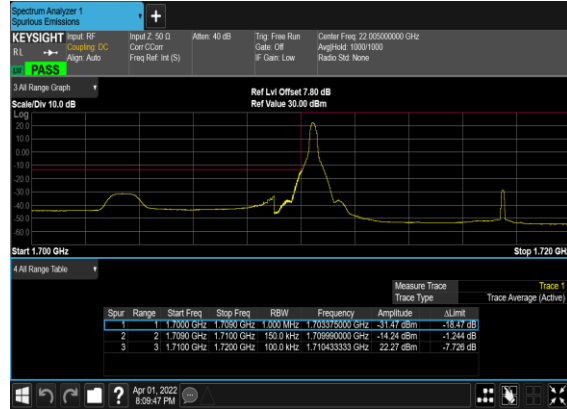 Spectrum Analyzer 1
Spurious Emissions
+
KEYSIGHT Input: RF Input Z: 50 Ω Atten: 40 dB Trig: Free Run Center Freq: 22.005000000 GHz
RL Coupling: DC Corr CCorr Gate: Off Avg|Hold: 1000/1000
Align: Auto Freq Ref: Int (S) IF Gain: Low Radio Std: None
PASS
3 All Range Graph
Ref Lvl Offset 7.80 dB
Scale/Div 10.0 dB Ref Value 30.00 dBm
Log
20.0
10.0
0.00
-10.0
-20.0
-30.0
-40.0
-50.0
-60.0
Start 1.700 GHz Stop 1.720 GH
4 All Range Table
Measure Trace Trace 1
Trace Type Trace Average (Active)
Spur Range Start Freq Stop Freq RBW Frequency Amplitude ΔLimit
1 1 1.7000 GHz 1.7090 GHz 1.000 MHz 1.703375000 GHz -31.47 dBm -18.47 dB
2 2 1.7090 GHz 1.7100 GHz 150.0 kHz 1.709990000 GHz -14.24 dBm -1.244 dB
3 3 1.7100 GHz 1.7200 GHz 100.0 kHz 1.710433333 GHz 22.27 dBm -7.726 dB
? Apr 01, 2022
8:09:47 PM